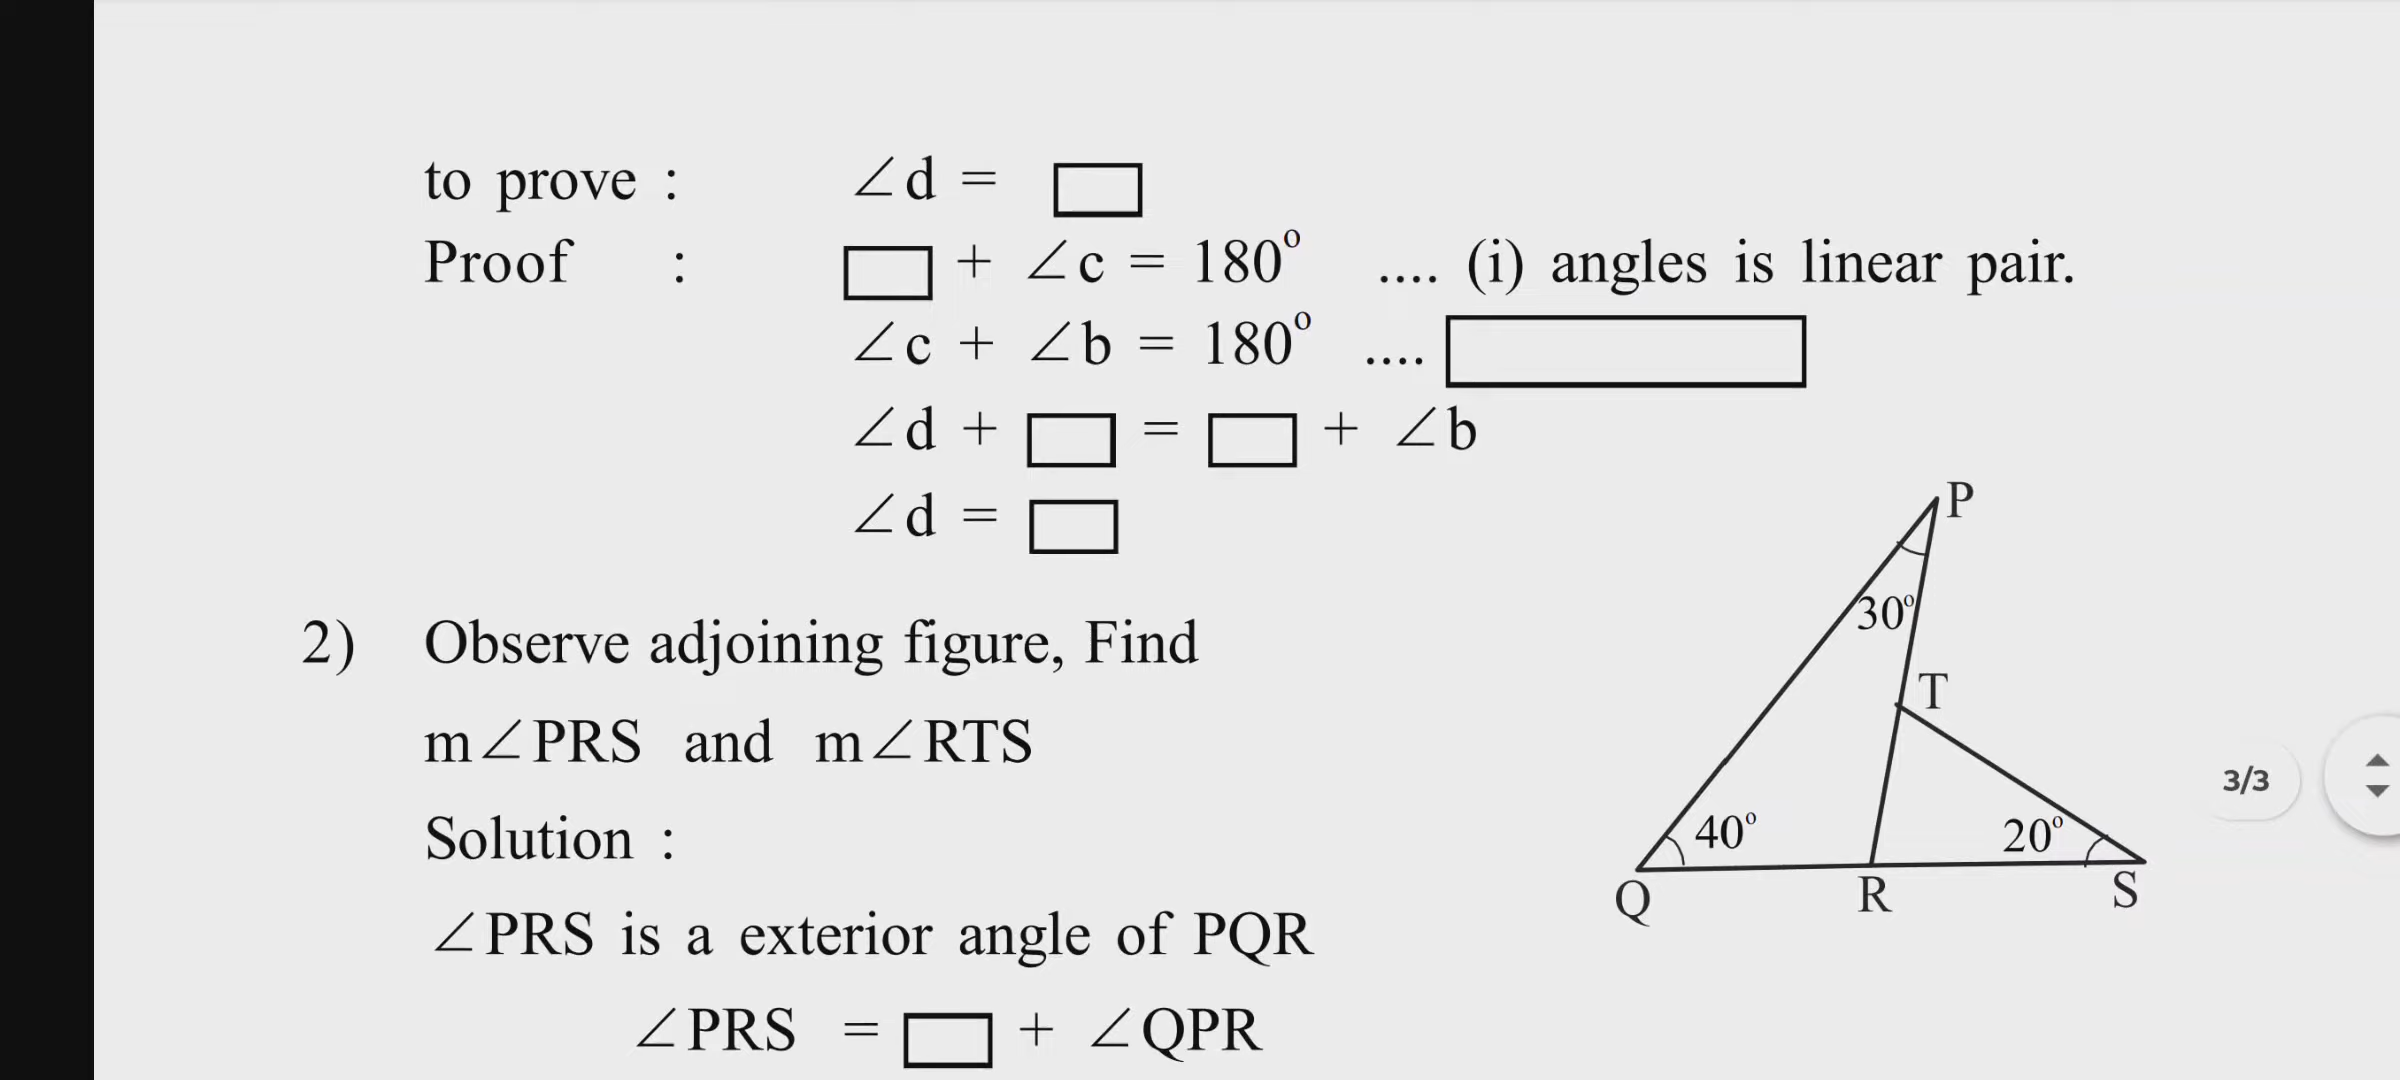 to prove : ∠d =
Proof : + ∠c = 180° .... (i) angles is linear pair.
∠c + ∠b = 180° ....
∠d + = + ∠b
∠d =
2) Observe adjoining figure, Find
m∠PRS and m∠RTS
Solution :
∠PRS is a exterior angle of PQR
∠PRS = + ∠QPR
P
30°
T
40°
20°
Q
R
S
3/3